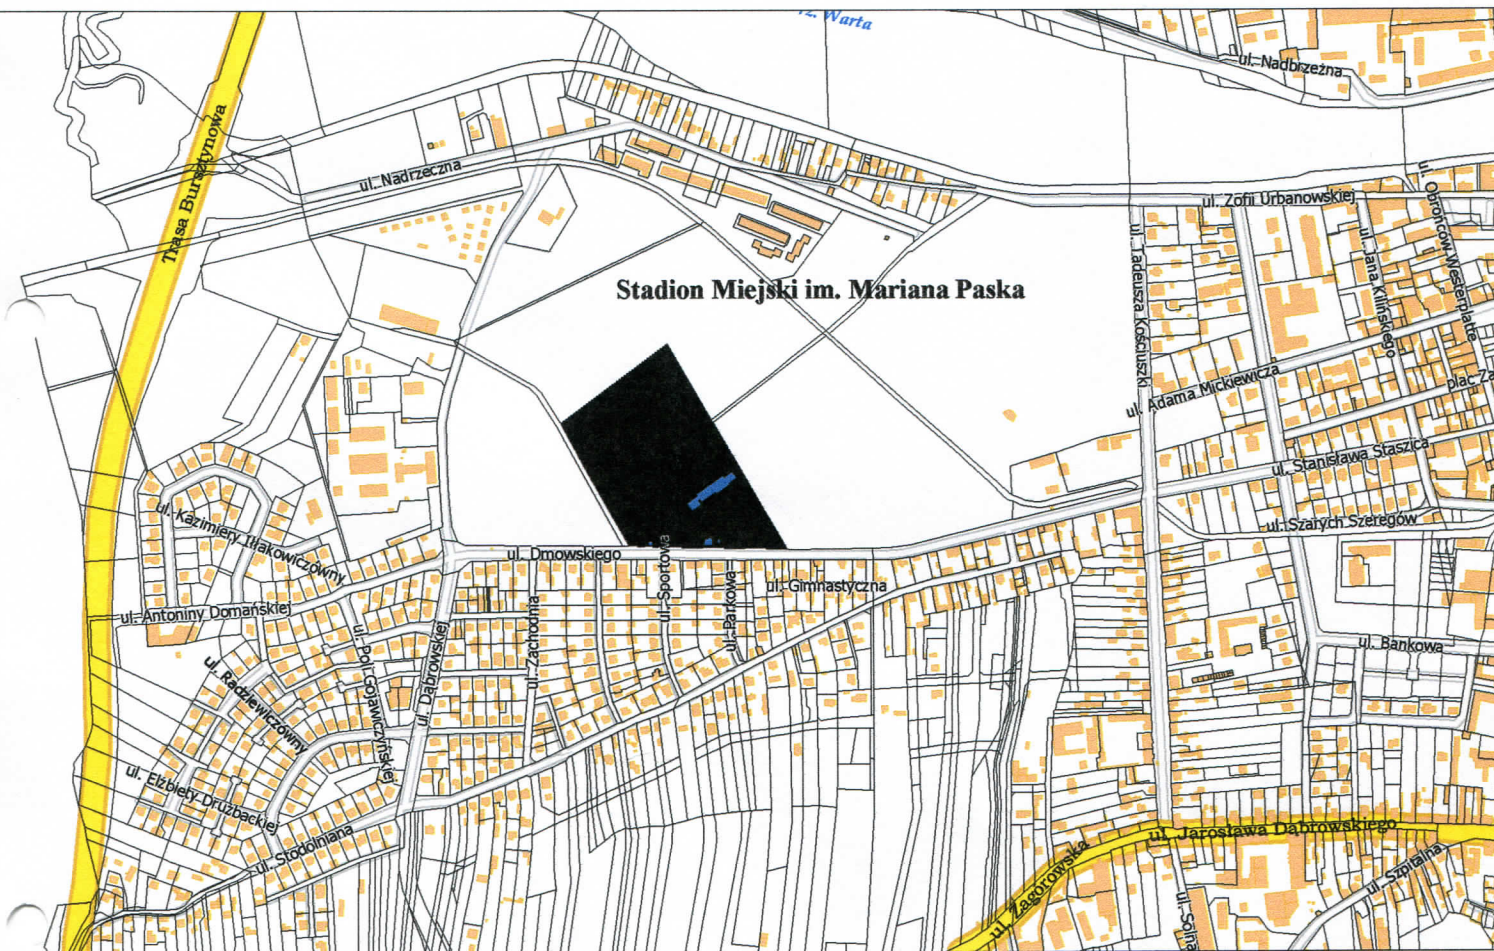 rz. Warta
ul. Nadbrzeżna
Trasa Bursztynowa
ul. Nadrzeczna
ul. Zofii Urbanowskiej
ul. Obrońców Westerplatte
ul. Jana Kilińskiego
ul. Tadeusza Kościuszki
Stadion Miejski im. Mariana Paska
ul. Adama Mickiewicza
plac Za
ul. Stanisława Staszica
ul. Szarych Szeregów
ul. Kazimiery Iłłakowiczówny
ul. Dmowskiego
ul. Sportowa
ul. Parkowa
ul. Gimnastyczna
ul. Antoniny Domańskiej
ul. Zachodnia
ul. Dąbrowskiej
ul. Pol Gojawiczyńskiej
ul. Bankowa
ul. Radziewiczówny
ul. Elżbiety Drużbackiej
ul. Stodolniana
ul. Zagórowska
ul. Jarosława Dąbrowskiego
ul. Szpitalna
ul. Solna